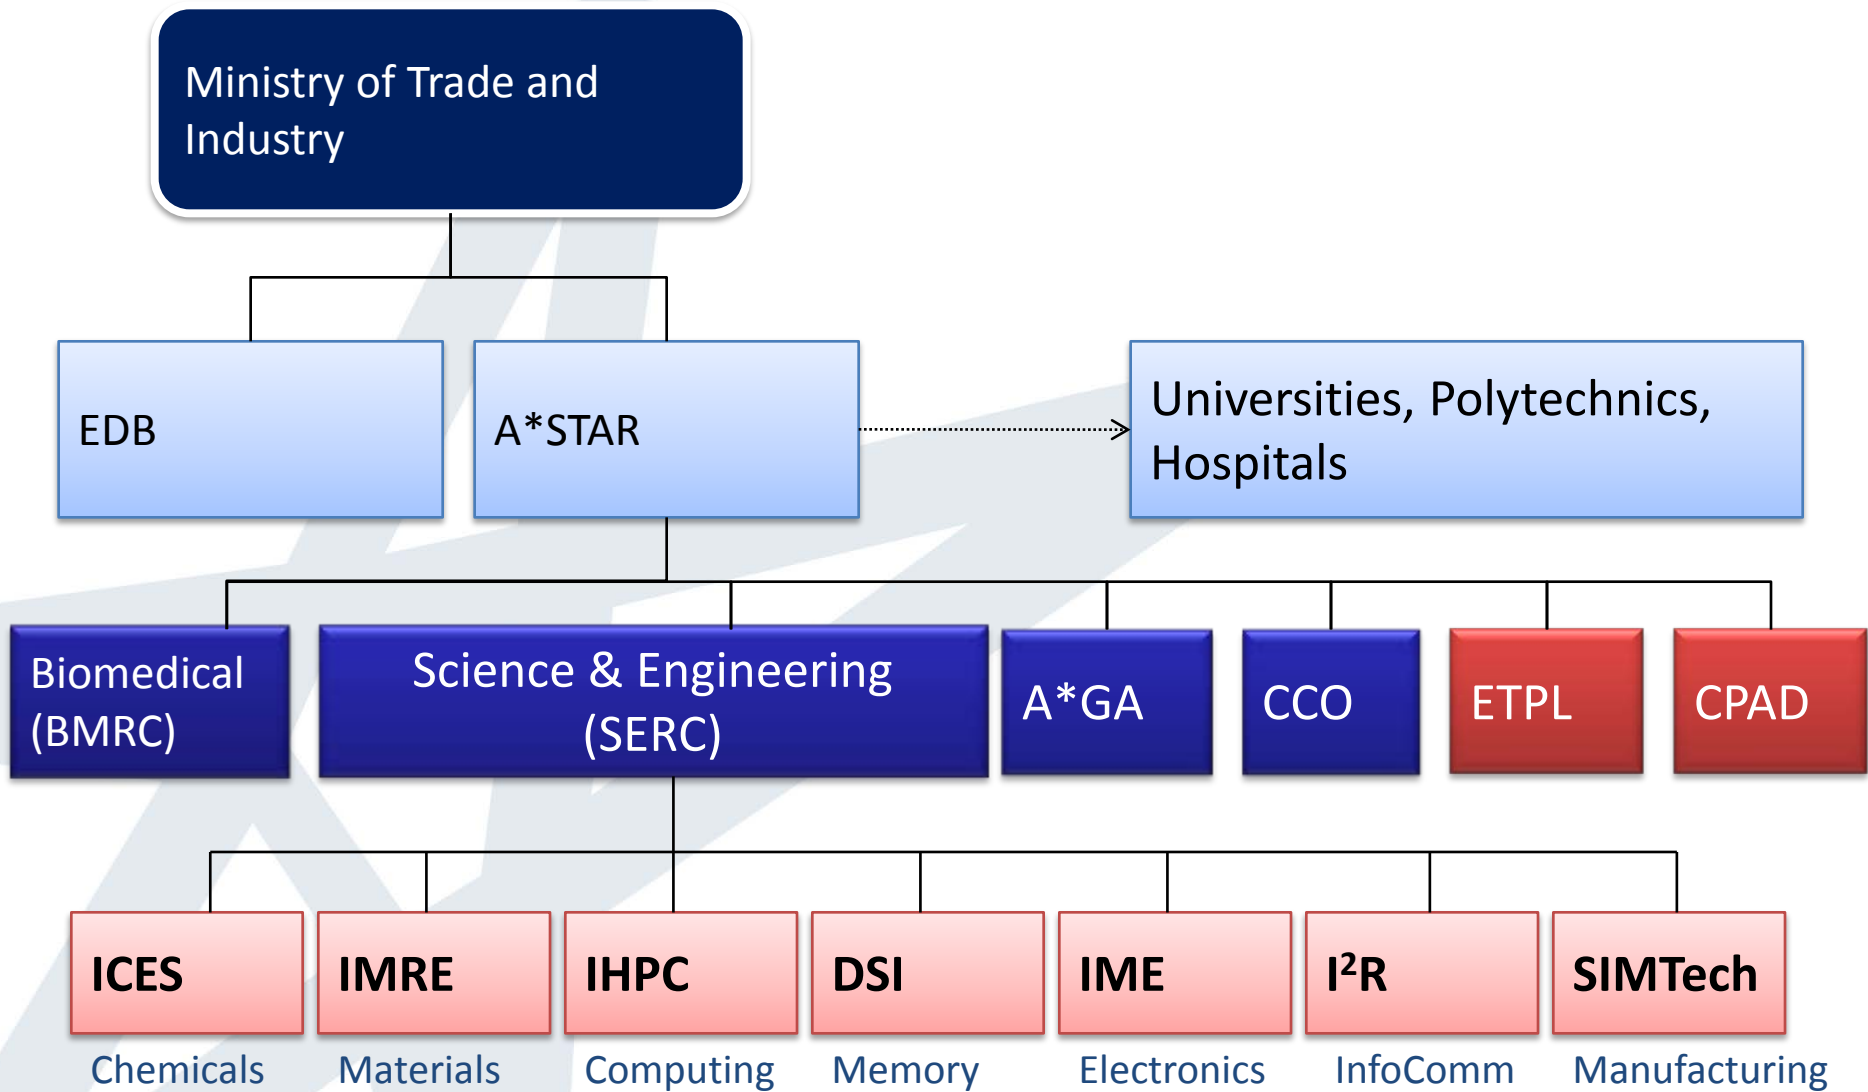 Ministry of Trade and
Industry
EDB
A*STAR
Universities, Polytechnics,
Hospitals
Biomedical
(BMRC)
Science & Engineering
(SERC)
A*GA
CCO
ETPL
CPAD
ICES
IMRE
IHPC
DSI
IME
I²R
SIMTech
Chemicals
Materials
Computing
Memory
Electronics
InfoComm
Manufacturing